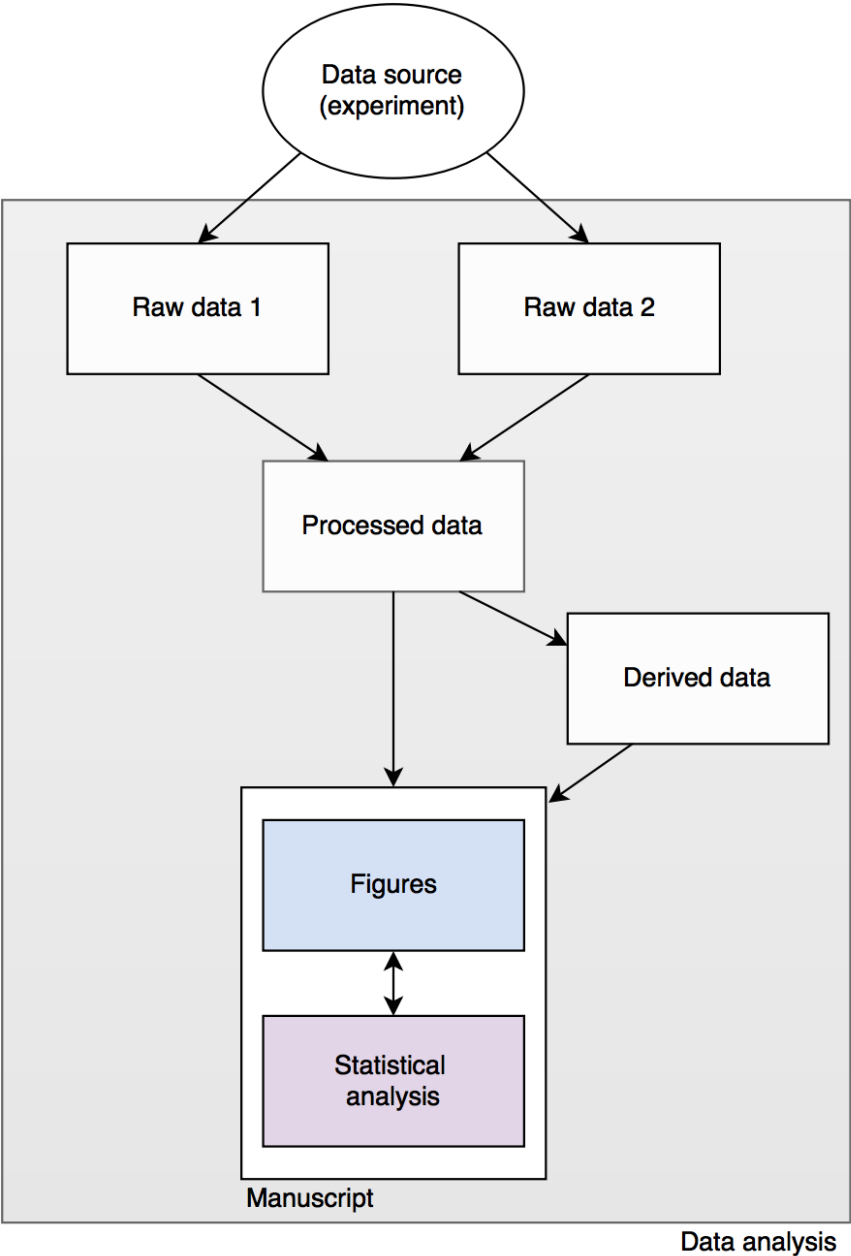 Data source
(experiment)
Raw data 1
Raw data 2
Processed data
Derived data
Figures
Statistical
analysis
Manuscript
Data analysis